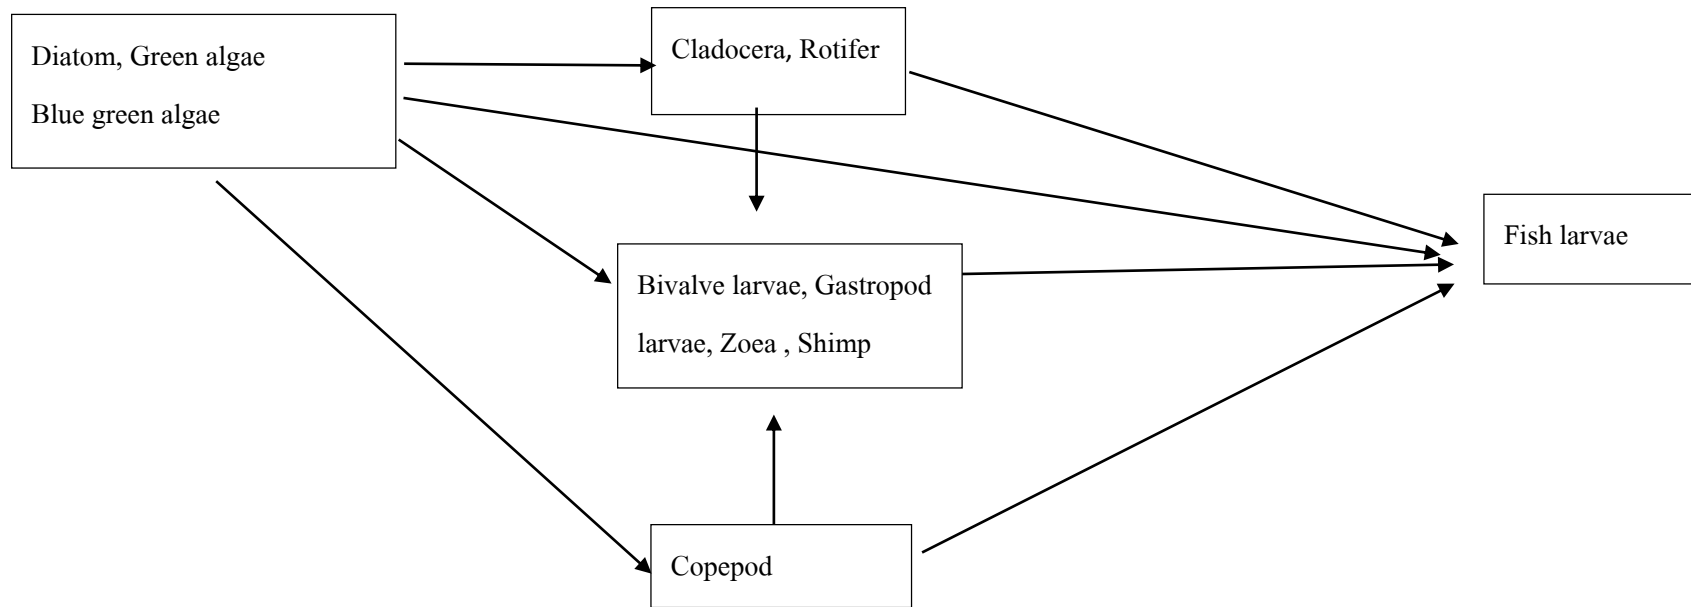 Diatom, Green algae
Blue green algae
Cladocera, Rotifer
Bivalve larvae, Gastropod
larvae, Zoea , Shimp
Copepod
Fish larvae